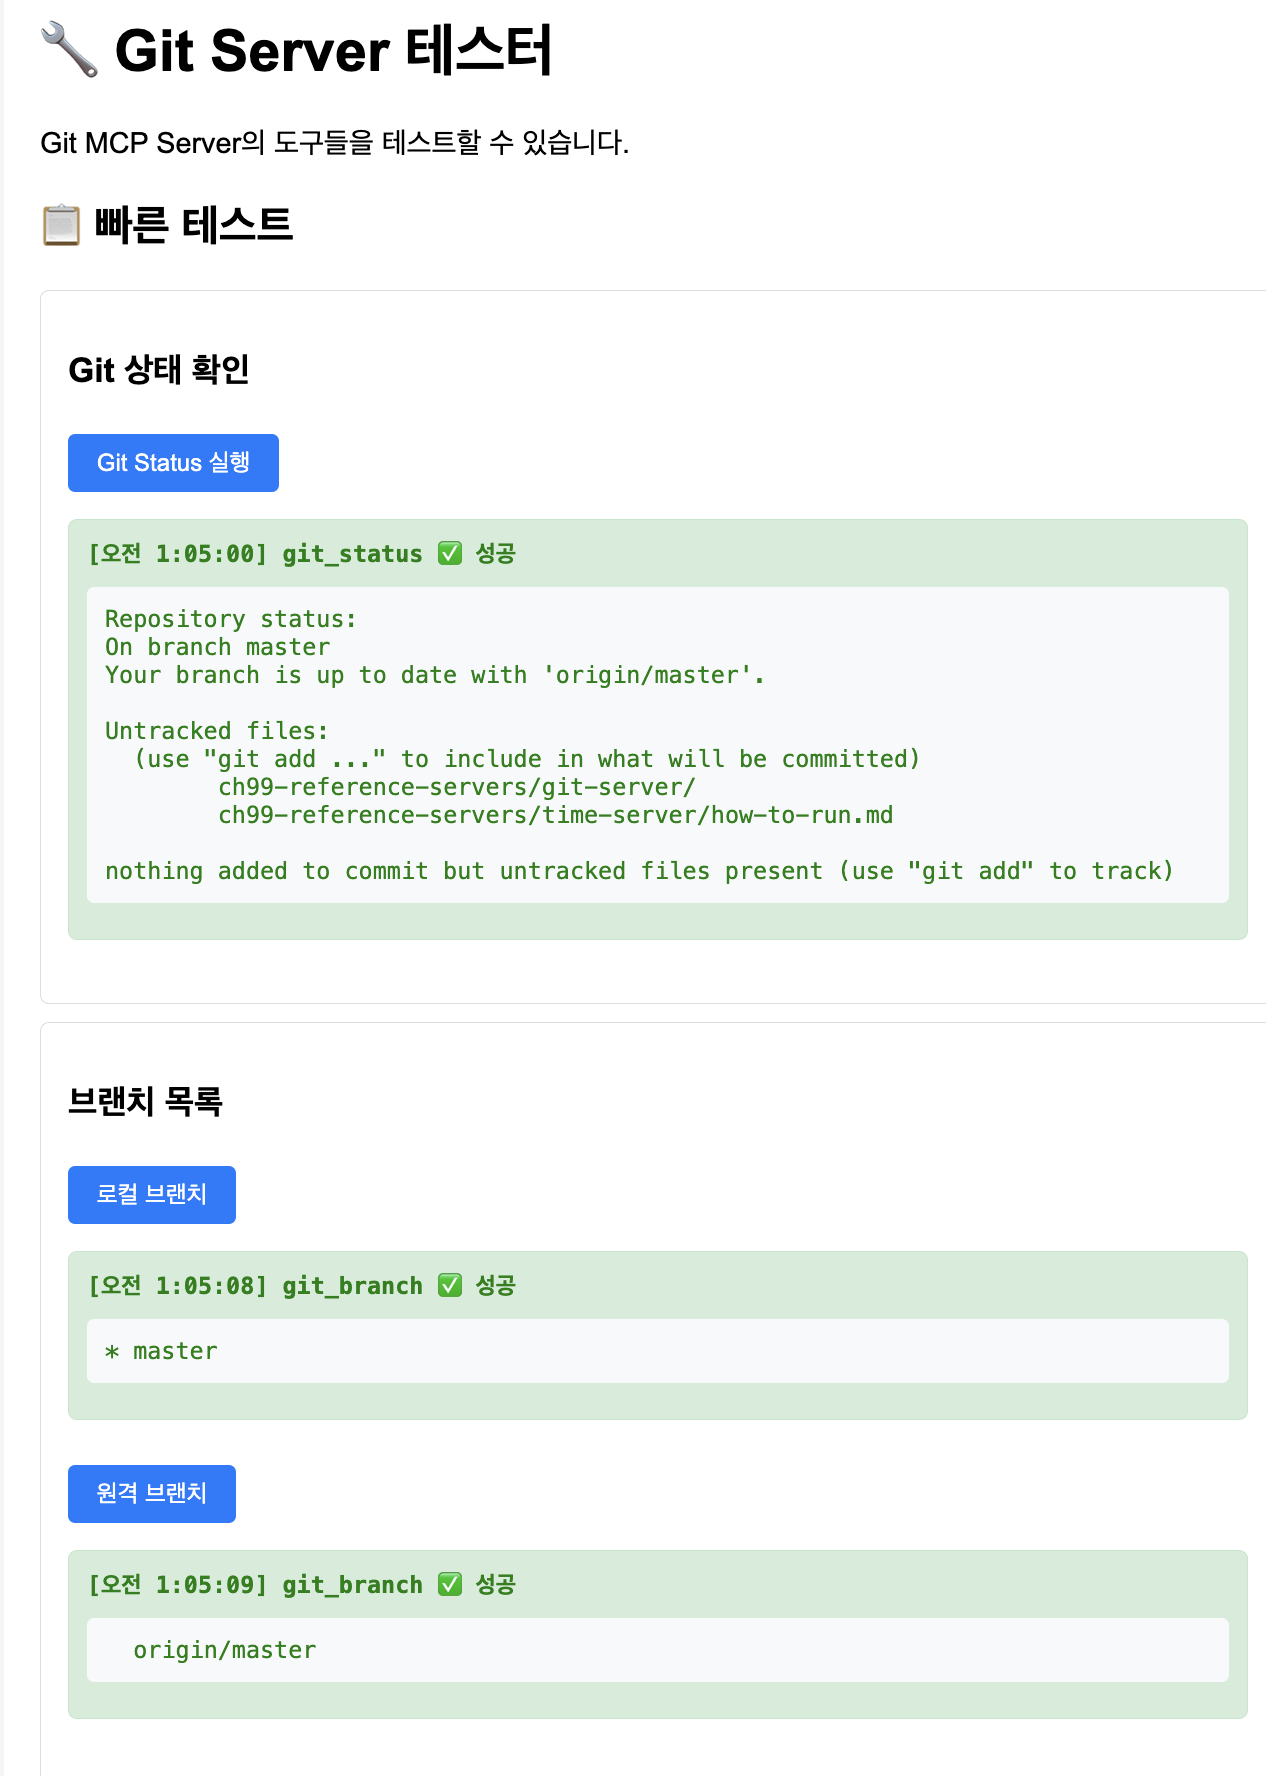 🔧 Git Server 테스터
Git MCP Server의 도구들을 테스트할 수 있습니다.
📋 빠른 테스트
Git 상태 확인
Git Status 실행
[오전 1:05:00] git_status ✅ 성공
Repository status:
On branch master
Your branch is up to date with 'origin/master'.
Untracked files:
  (use "git add ..." to include in what will be committed)
        ch99-reference-servers/git-server/
        ch99-reference-servers/time-server/how-to-run.md
nothing added to commit but untracked files present (use "git add" to track)
브랜치 목록
로컬 브랜치
[오전 1:05:08] git_branch ✅ 성공
* master
원격 브랜치
[오전 1:05:09] git_branch ✅ 성공
  origin/master